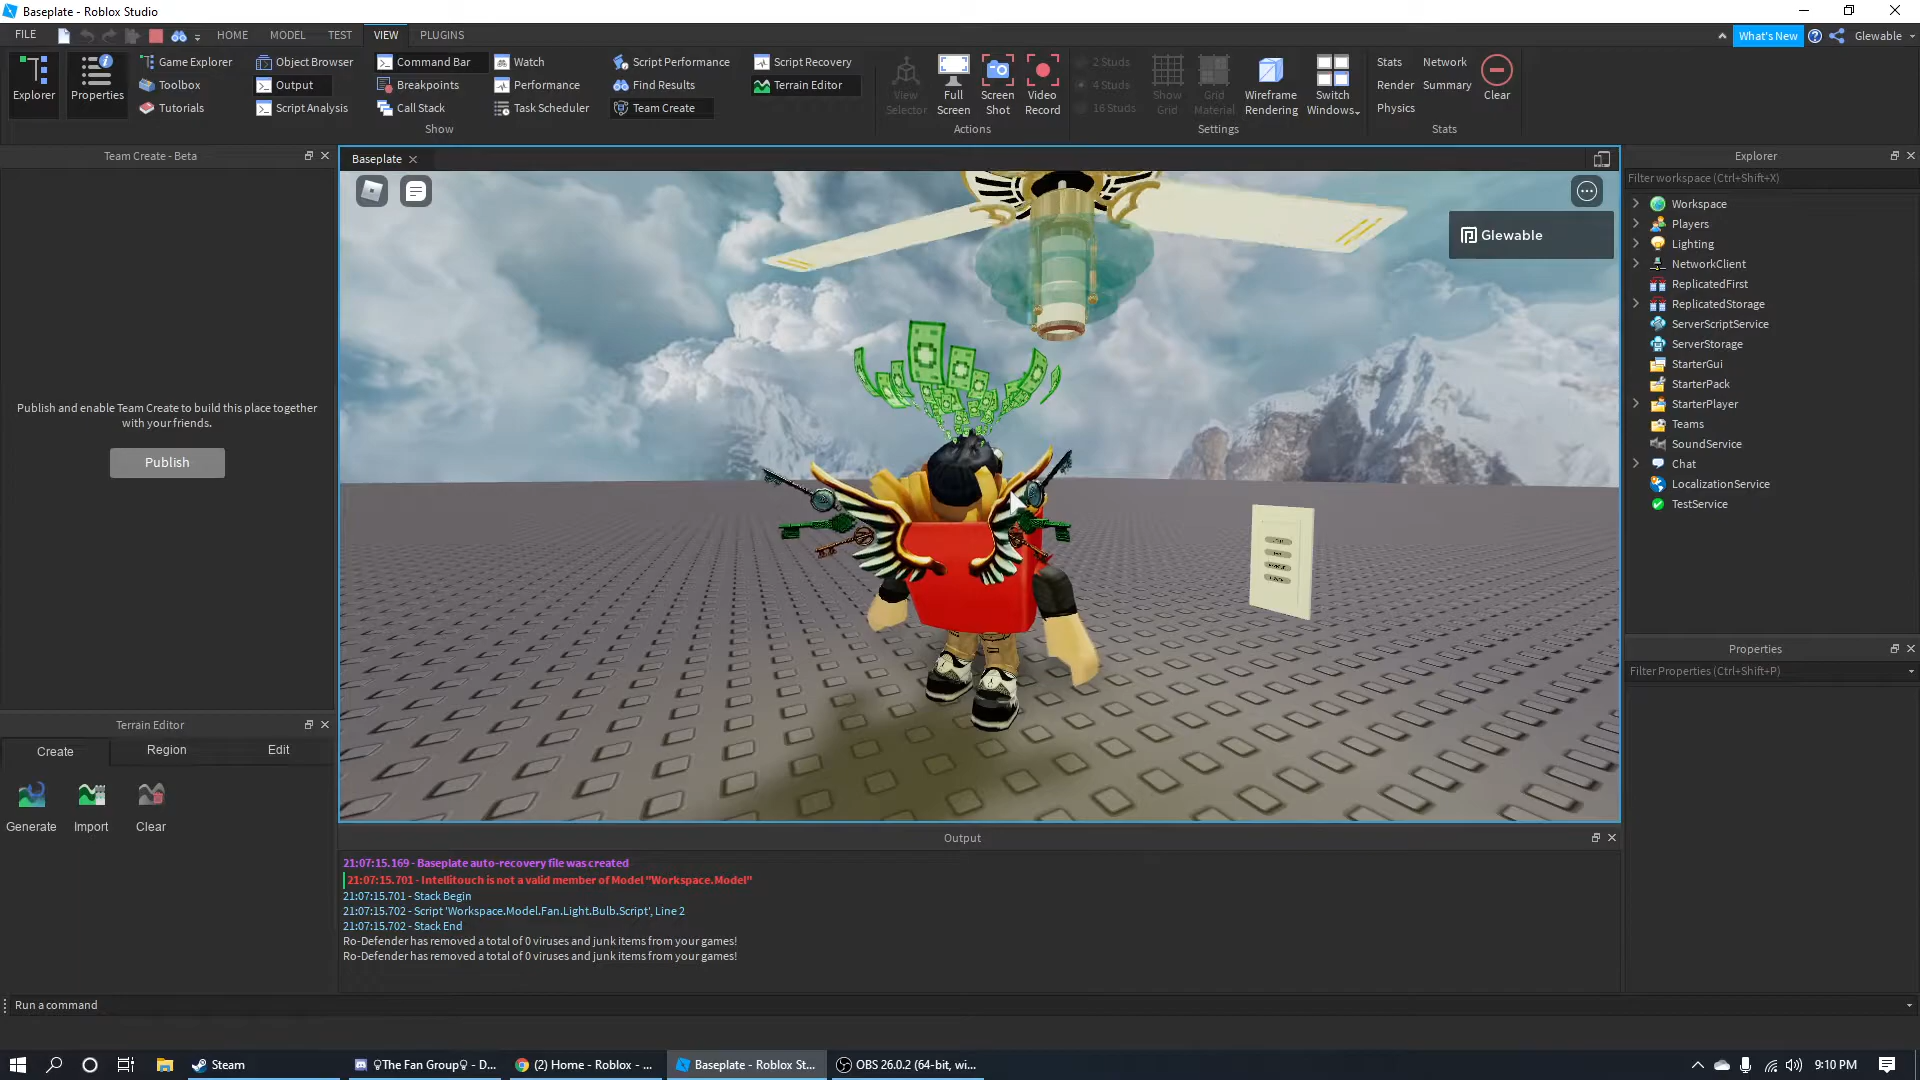 Baseplate - Roblox Studio
FILE
HOME
MODEL
TEST
VIEW
PLUGINS
What's New
Glewable
Explorer
Properties
Game Explorer
Toolbox
Tutorials
Object Browser
Output
Script Analysis
Command Bar
Breakpoints
Call Stack
Watch
Performance
Task Scheduler
Script Performance
Find Results
Team Create
Script Recovery
Terrain Editor
Show
View Selector
Full Screen
Screen Shot
Video Record
Actions
2 Studs
4 Studs
16 Studs
Show Grid
Grid Material
Wireframe Rendering
Switch Windows
Settings
Stats
Network
Render
Summary
Physics
Clear
Stats
Team Create - Beta
Publish and enable Team Create to build this place together
with your friends.
Publish
Terrain Editor
Create
Region
Edit
Generate
Import
Clear
Baseplate
Glewable
Output
21:07:15.169 - Baseplate auto-recovery file was created
21:07:15.701 - Intellitouch is not a valid member of Model "Workspace.Model"
21:07:15.701 - Stack Begin
21:07:15.702 - Script 'Workspace.Model.Fan.Light.Bulb.Script', Line 2
21:07:15.702 - Stack End
Ro-Defender has removed a total of 0 viruses and junk items from your games!
Ro-Defender has removed a total of 0 viruses and junk items from your games!
Run a command
Explorer
Filter workspace (Ctrl+Shift+X)
Workspace
Players
Lighting
NetworkClient
ReplicatedFirst
ReplicatedStorage
ServerScriptService
ServerStorage
StarterGui
StarterPack
StarterPlayer
Teams
SoundService
Chat
LocalizationService
TestService
Properties
Filter Properties (Ctrl+Shift+P)
Steam
The Fan Group - D...
(2) Home - Roblox - ...
Baseplate - Roblox St...
OBS 26.0.2 (64-bit, wi...
9:10 PM